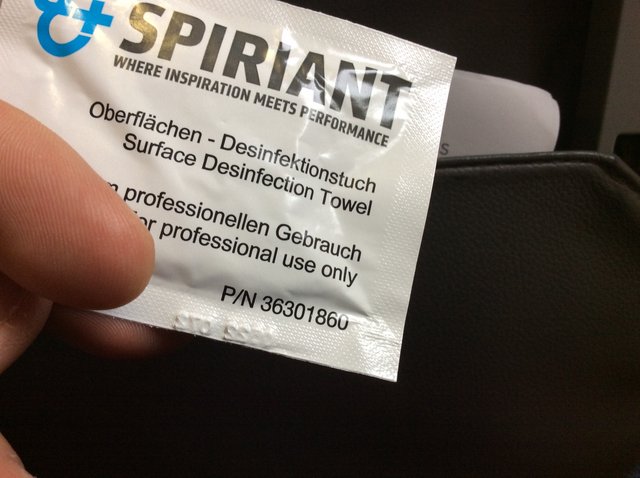 SPIRIANT
WHERE INSPIRATION MEETS PERFORMANCE
Oberflächen - Desinfektionstuch
Surface Desinfection Towel
professionellen Gebrauch
professional use only
P/N 36301860